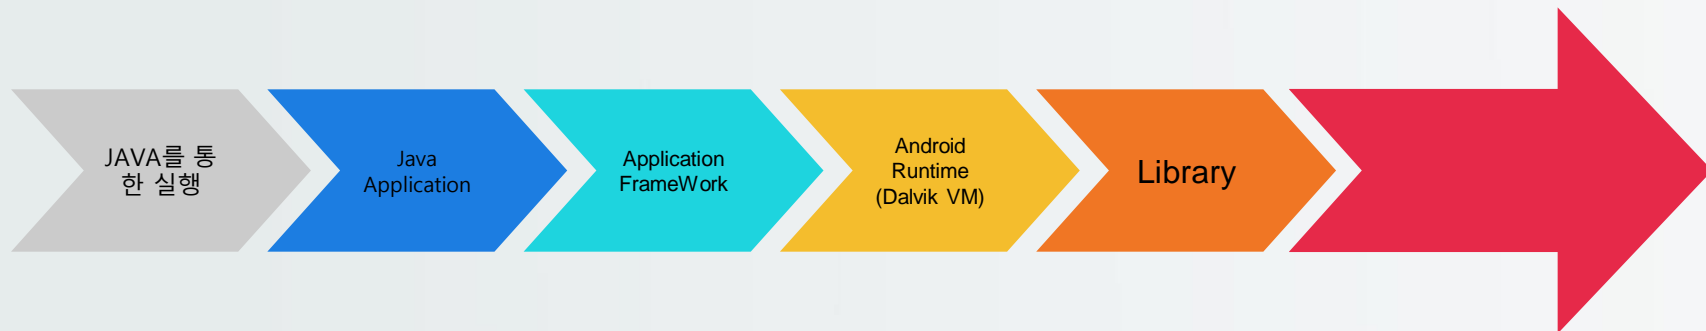 JAVA를 통
한 실행
Java
Application
Application
FrameWork
Android
Runtime
(Dalvik VM)
Library